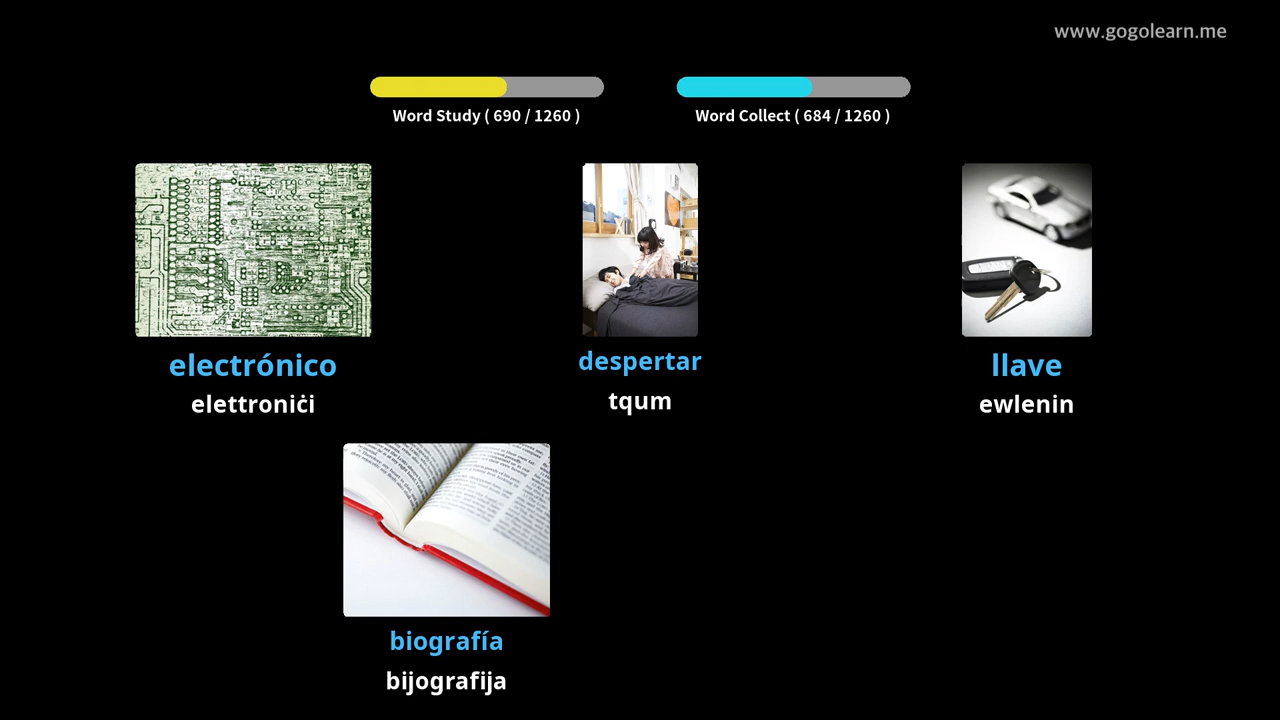 www.gogolearn.me
Word Study ( 690 / 1260 )
Word Collect ( 684 / 1260 )
electrónico
elettroniċi
despertar
tqum
llave
ewlenin
biografía
bijografija